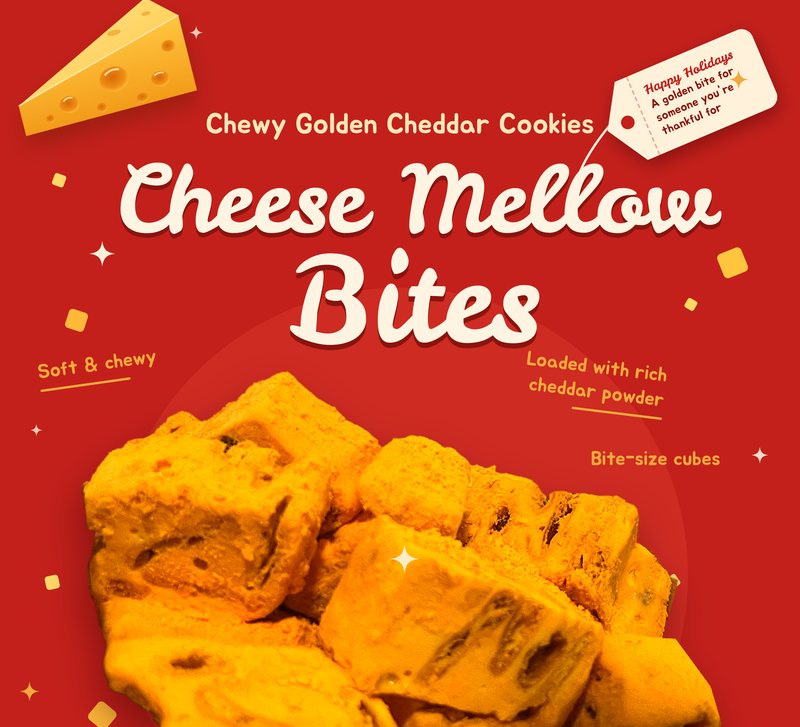 Happy Holidays
A golden bite for
someone you're
thankful for
Chewy Golden Cheddar Cookies
Cheese Mellow
Bites
Soft & chewy
Loaded with rich
cheddar powder
Bite-size cubes